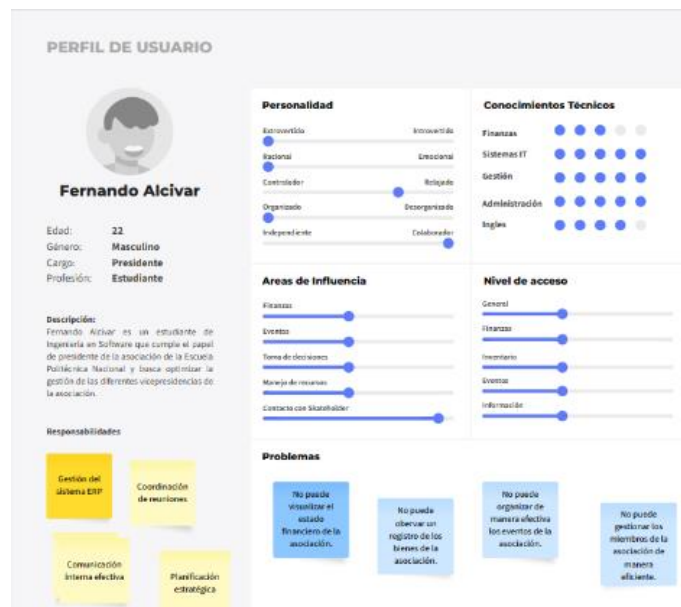 PERFIL DE USUARIO
Fernando Alcivar
Edad: 22
Género: Masculino
Cargo: Presidente
Profesión: Estudiante
Descripción:
Fernando Alcivar es un estudiante de
Ingeniería en Software que cumple el papel
de presidente de la asociación de la Escuela
Politécnica Nacional y busca optimizar la
gestión de las diferentes vicepresidencias de
la asociación.
Responsabilidades
Gestión del
sistema ERP
Coordinación
de reuniones
Comunicación
interna efectiva
Planificación
estratégica
Personalidad
Extrovertido Introvertido
Racional Emocional
Controlador Relajado
Organizado Desorganizado
Independiente Colaborador
Conocimientos Técnicos
Finanzas
Sistemas IT
Gestión
Administración
Ingles
Areas de Influencia
Finanzas
Eventos
Toma de decisiones
Manejo de recursos
Contacto con Skateholder
Nivel de acceso
General
Finanzas
Inventario
Eventos
Información
Problemas
No puede
visualizar el
estado
financiero de la
asociación.
No puede
obervar un
registro de los
bienes de la
asociación.
No puede
organizar de
manera efectiva
los eventos de la
asociación.
No puede
gestionar los
miembros de la
asociación de
manera
eficiente.